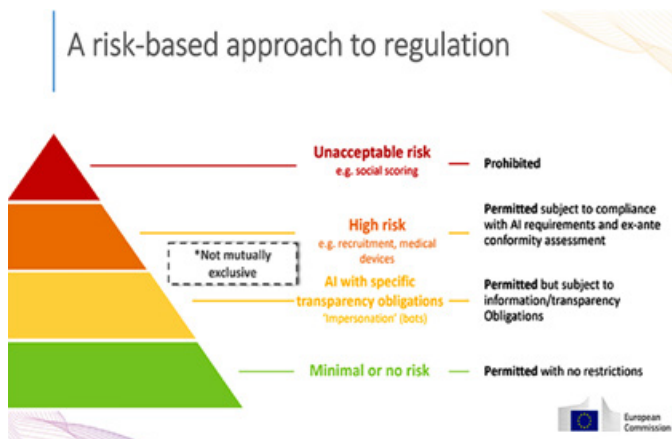 A risk-based approach to regulation
Unacceptable risk
e.g. social scoring
Prohibited
High risk
e.g. recruitment, medical
devices
Permitted subject to compliance
with AI requirements and ex-ante
conformity assessment
*Not mutually
exclusive
AI with specific
transparency obligations
'Impersonation' (bots)
Permitted but subject to
information/transparency
Obligations
Minimal or no risk
Permitted with no restrictions
European
Commission